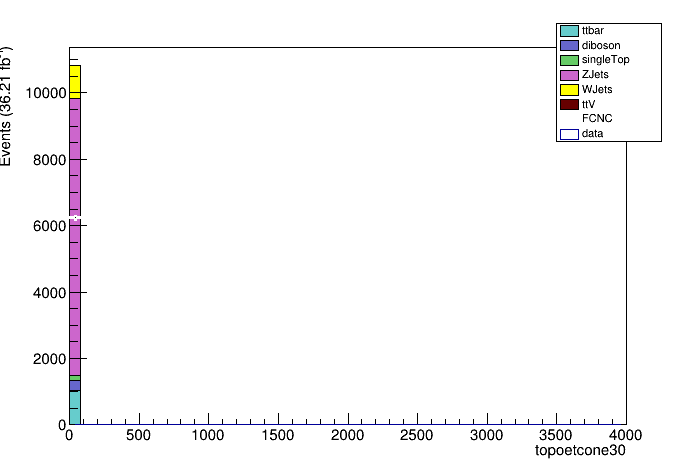 ttbar
diboson
singleTop
ZJets
WJets
ttV
FCNC
data
Events (36.21 fb⁻¹)
10000
8000
6000
4000
2000
0
0 500 1000 1500 2000 2500 3000 3500 4000
topoetcone30